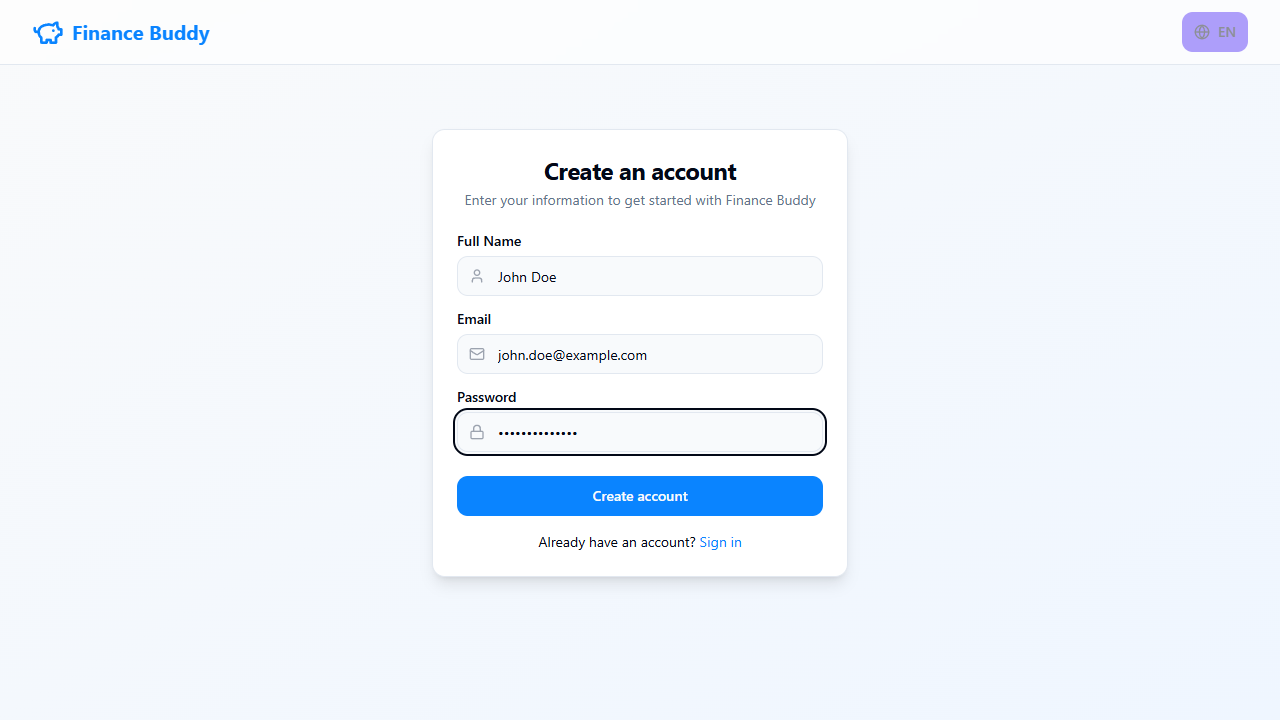 Finance Buddy
EN
Create an account
Enter your information to get started with Finance Buddy
Full Name
John Doe
Email
john.doe@example.com
Password
••••••••••••••
Create account
Already have an account? Sign in